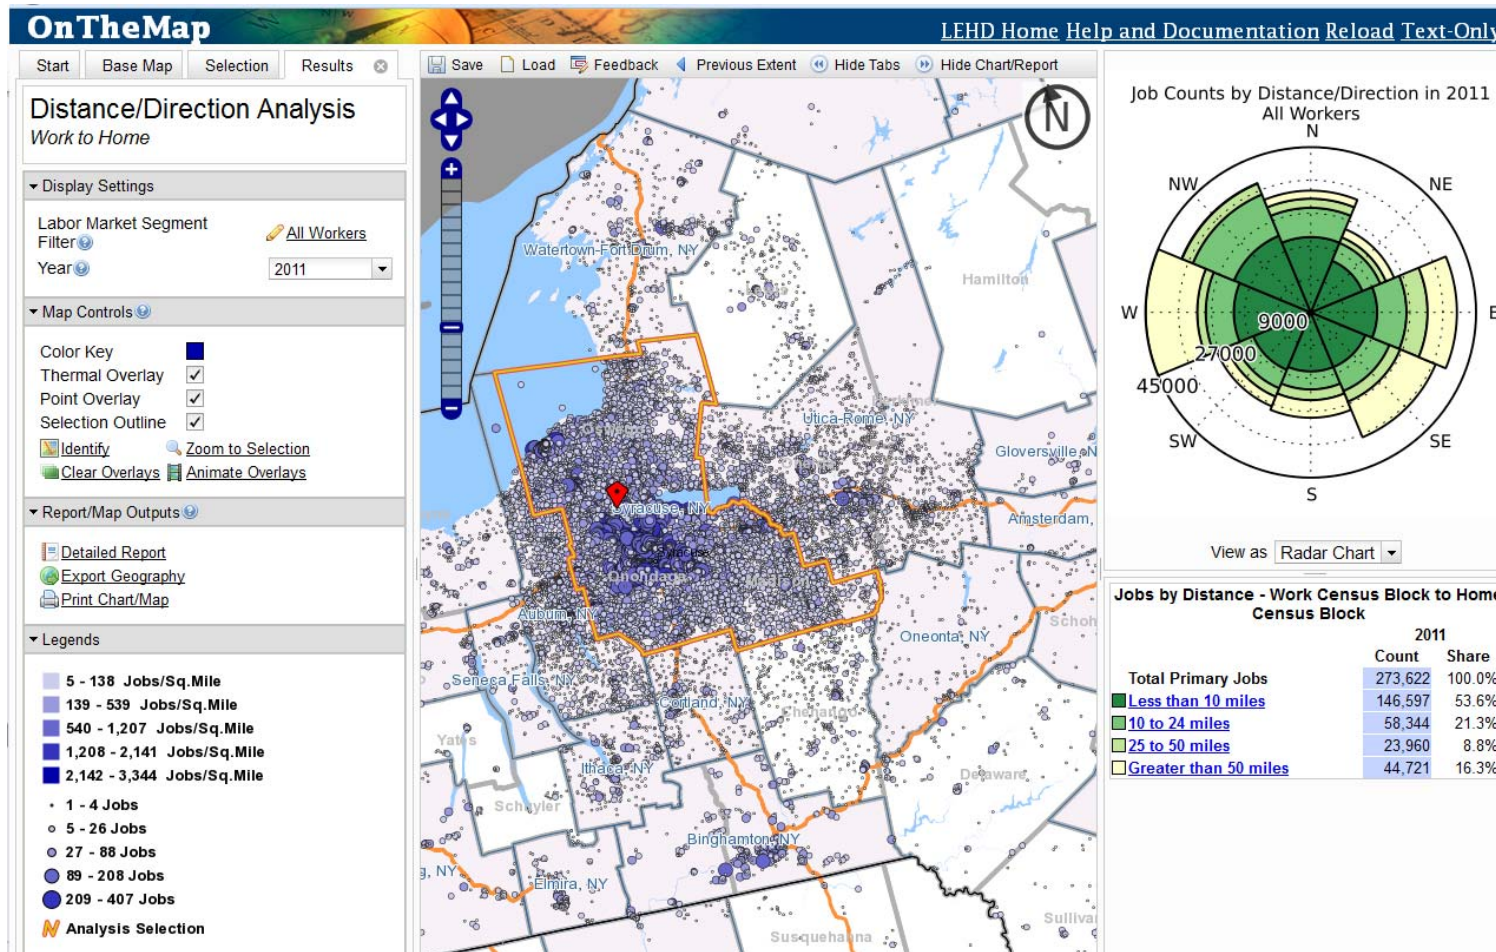 OnTheMap
LEHD Home Help and Documentation Reload Text-Only
Start Base Map Selection Results
Save Load Feedback Previous Extent Hide Tabs Hide Chart/Report
Distance/Direction Analysis
Work to Home
Display Settings
Labor Market Segment
Filter
All Workers
Year
2011
Map Controls
Color Key
Thermal Overlay
Point Overlay
Selection Outline
Identify
Zoom to Selection
Clear Overlays
Animate Overlays
Report/Map Outputs
Detailed Report
Export Geography
Print Chart/Map
Legends
5 - 138 Jobs/Sq.Mile
139 - 539 Jobs/Sq.Mile
540 - 1,207 Jobs/Sq.Mile
1,208 - 2,141 Jobs/Sq.Mile
2,142 - 3,344 Jobs/Sq.Mile
1 - 4 Jobs
5 - 26 Jobs
27 - 88 Jobs
89 - 208 Jobs
209 - 407 Jobs
Analysis Selection
N
Watertown-Fort Drum, NY
Hamilton
Utica-Rome, NY
Gloversville, N
Syracuse, NY
Amsterdam,
Syracuse
Onondaga
Madison
Auburn, NY
Oneonta, NY
Schoh
Seneca Falls, NY
Cortland, NY
Chenango
Yates
Ithaca, NY
Delaware
Schuyler
Binghamton, NY
g, NY
Elmira, NY
Sulliva
Susquehanna
Job Counts by Distance/Direction in 2011
All Workers
N
NW
NE
W
E
9000
27000
45000
SW
SE
S
View as Radar Chart
Jobs by Distance - Work Census Block to Home
Census Block
2011
Count Share
Total Primary Jobs 273,622 100.0%
Less than 10 miles 146,597 53.6%
10 to 24 miles 58,344 21.3%
25 to 50 miles 23,960 8.8%
Greater than 50 miles 44,721 16.3%